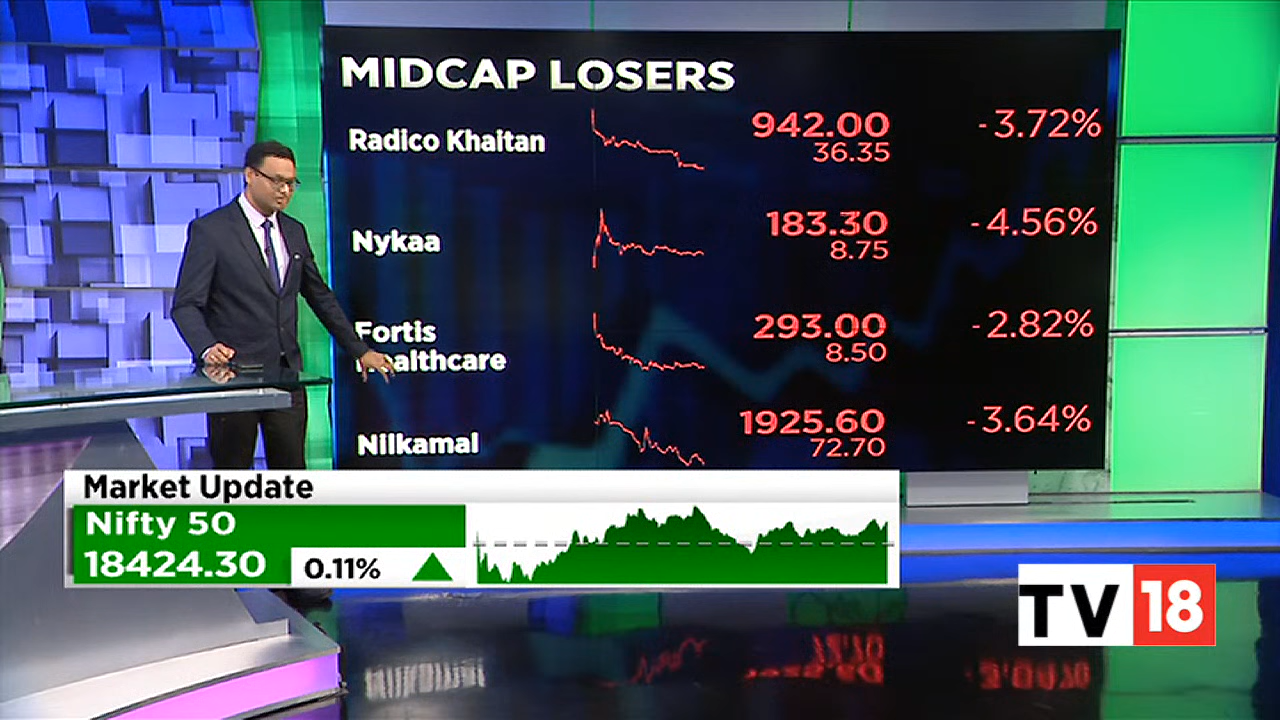 MIDCAP LOSERS
Radico Khaitan 942.00 -3.72%
36.35
Nykaa 183.30 -4.56%
8.75
Fortis 293.00 -2.82%
Healthcare 8.50
Nilkamal 1925.60 -3.64%
72.70
Market Update
Nifty 50
18424.30 0.11%
TV18